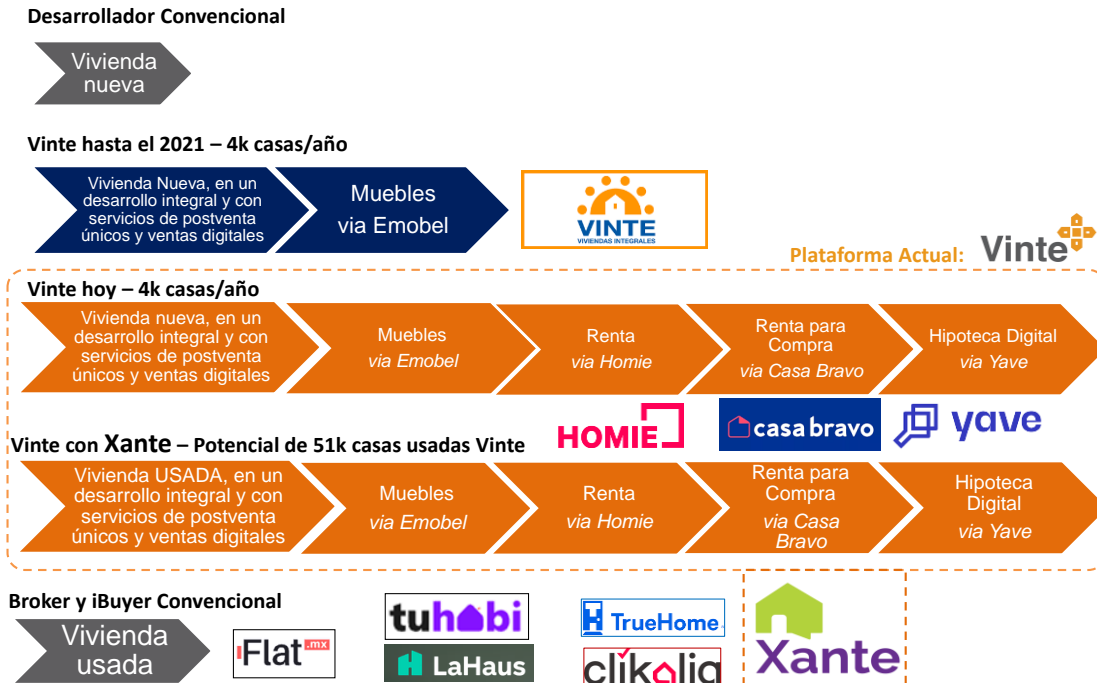 Desarrollador Convencional
Vivienda
nueva
Vinte hasta el 2021 – 4k casas/año
Vivienda Nueva, en un
desarrollo integral y con
servicios de postventa
únicos y ventas digitales
Muebles
via Emobel
VINTE
VIVIENDAS INTEGRALES
Plataforma Actual:
Vinte
Vinte hoy – 4k casas/año
Vivienda nueva, en un
desarrollo integral y con
servicios de postventa
únicos y ventas digitales
Muebles
via Emobel
Renta
via Homie
Renta para
Compra
via Casa Bravo
Hipoteca Digital
via Yave
HOMIE
casa bravo
yave
Vinte con Xante – Potencial de 51k casas usadas Vinte
Vivienda USADA, en un
desarrollo integral y con
servicios de postventa
únicos y ventas digitales
Muebles
via Emobel
Renta
via Homie
Renta para
Compra
via Casa
Bravo
Hipoteca
Digital
via Yave
Broker y iBuyer Convencional
Vivienda
usada
Flat.mx
tuhabi
LaHaus
TrueHome
clikalia
Xante